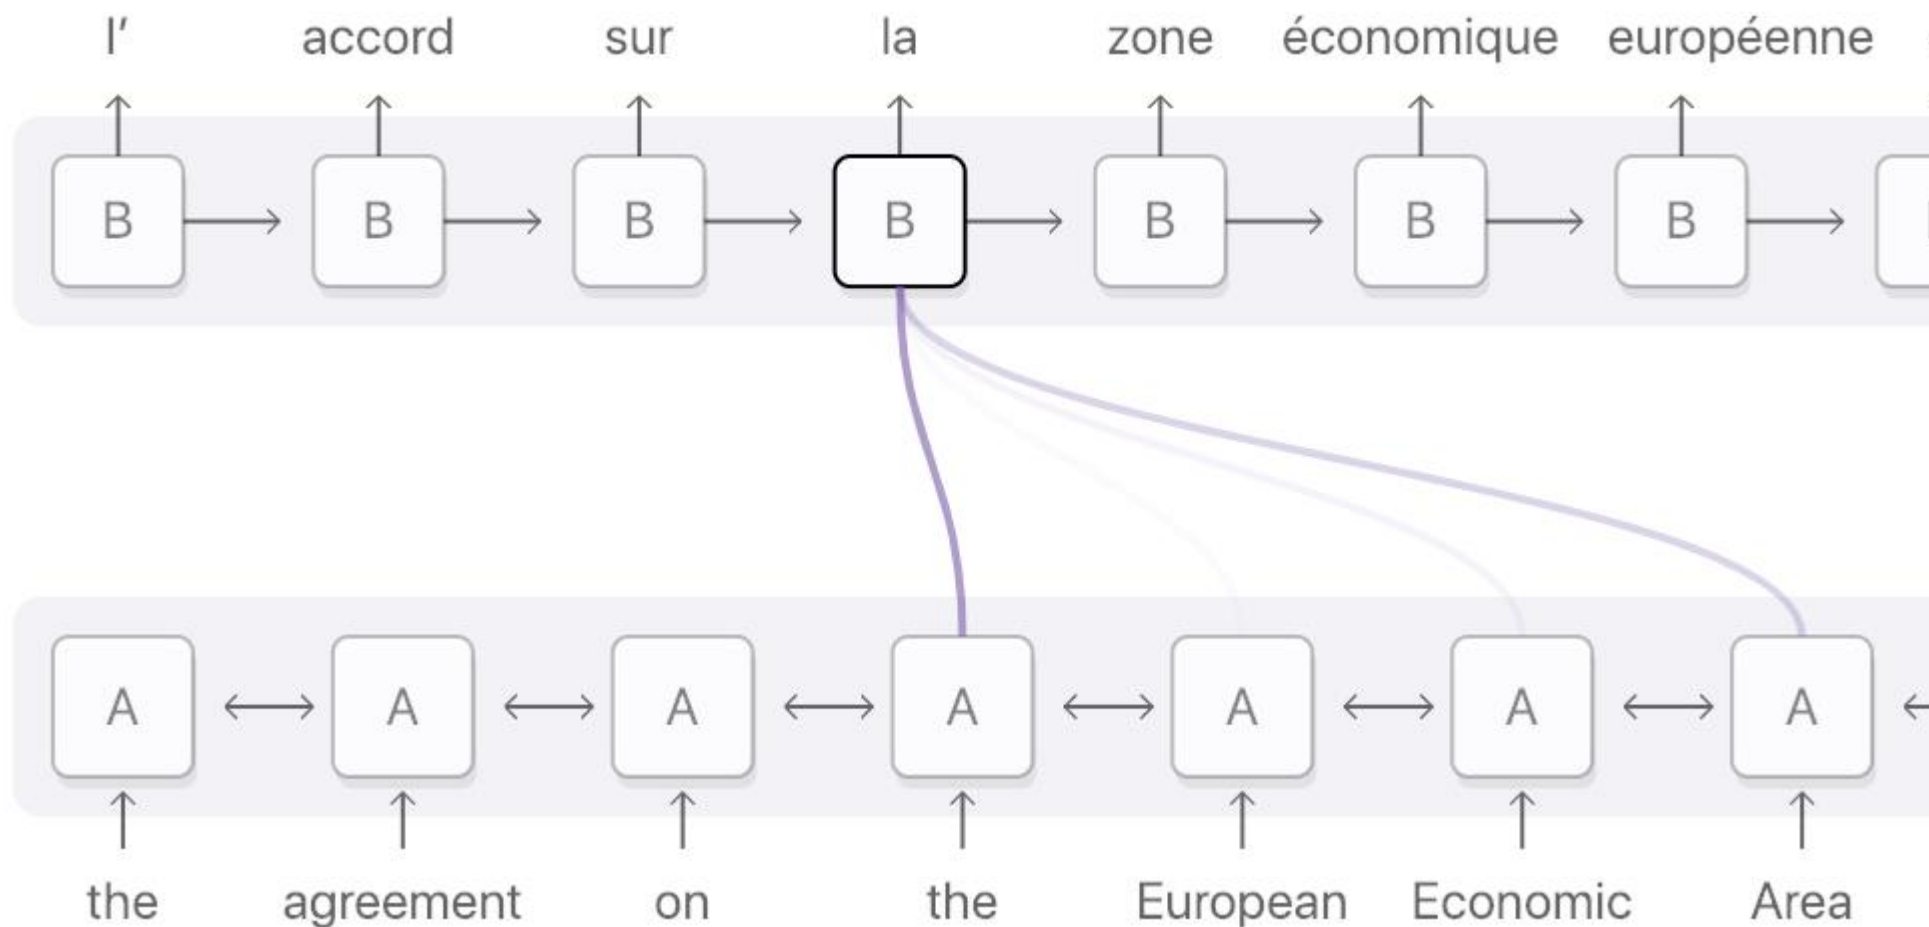 l’ accord sur la zone économique européenne
B B B B B B B
A A A A A A A
the agreement on the European Economic Area